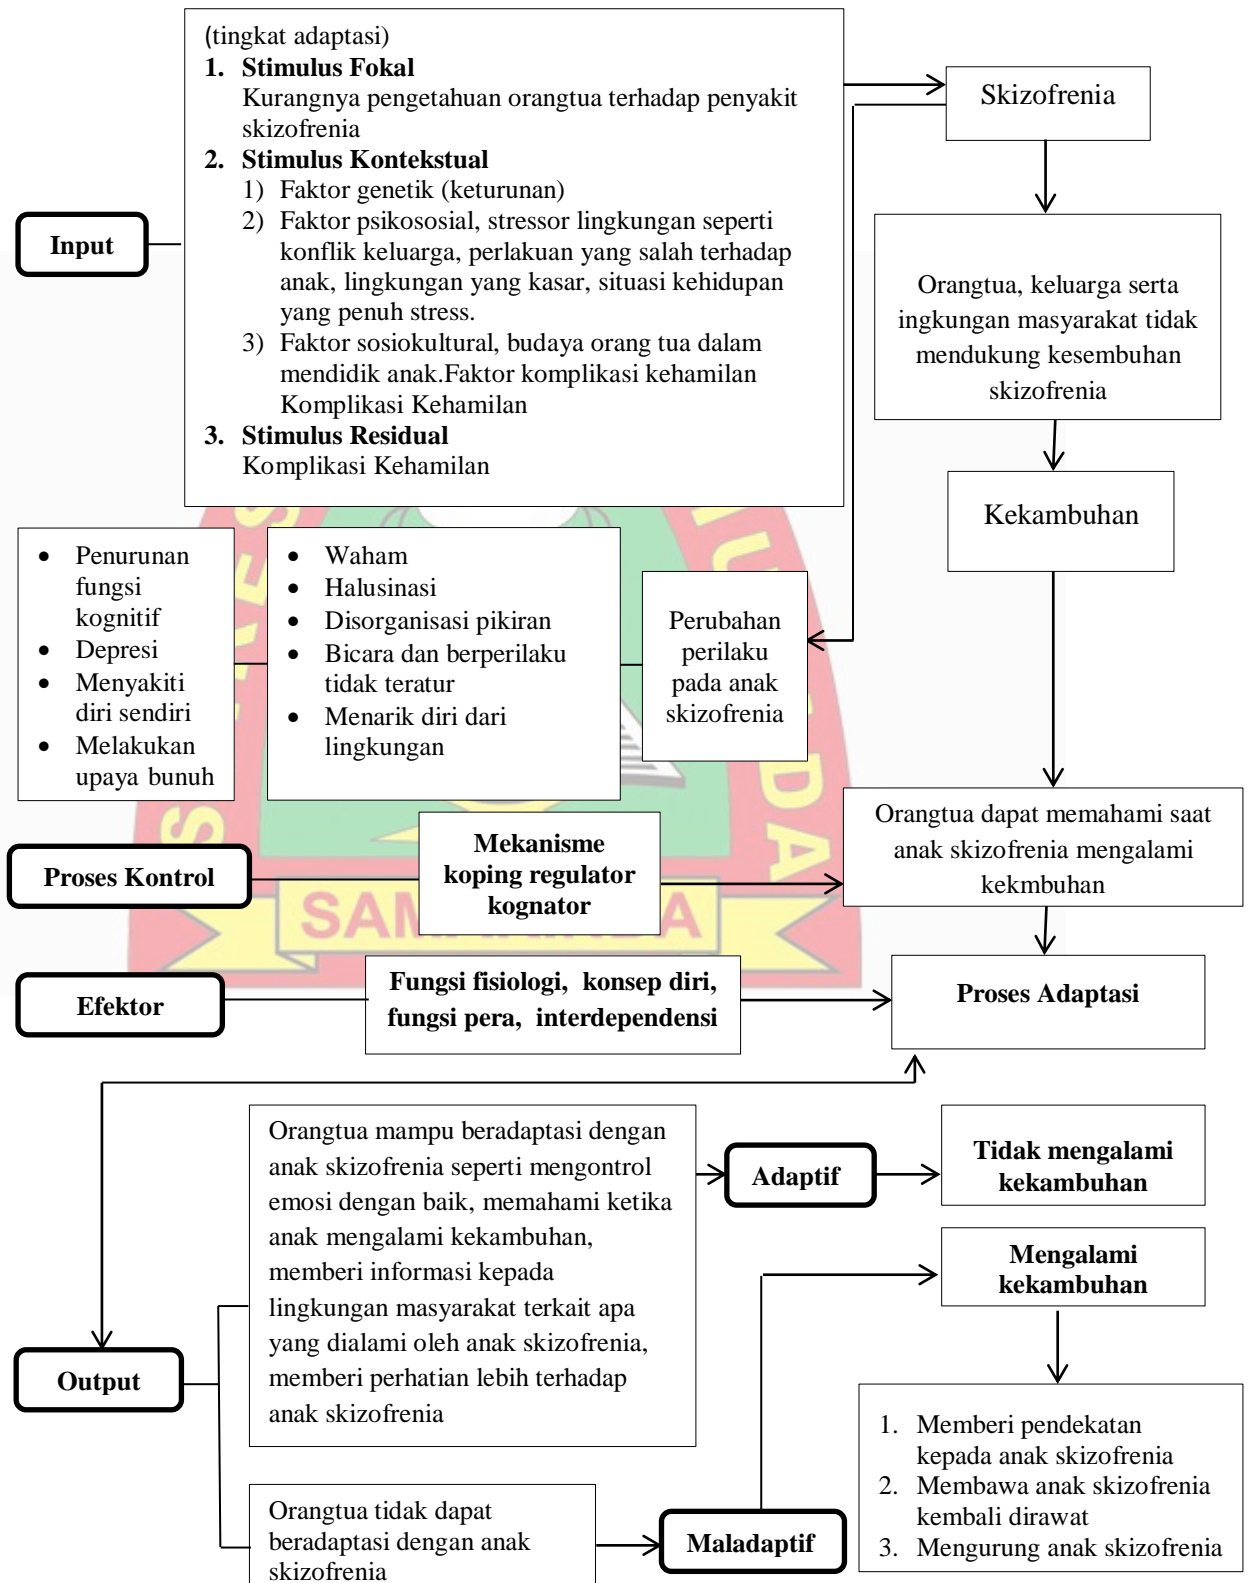 (tingkat adaptasi)
1. Stimulus Fokal
Kurangnya pengetahuan orangtua terhadap penyakit
skizofrenia
2. Stimulus Kontekstual
1) Faktor genetik (keturunan)
2) Faktor psikososial, stressor lingkungan seperti
konflik keluarga, perlakuan yang salah terhadap
anak, lingkungan yang kasar, situasi kehidupan
yang penuh stress.
3) Faktor sosiokultural, budaya orang tua dalam
mendidik anak.Faktor komplikasi kehamilan
Komplikasi Kehamilan
3. Stimulus Residual
Komplikasi Kehamilan
Input
Skizofrenia
Orangtua, keluarga serta
ingkungan masyarakat tidak
mendukung kesembuhan
skizofrenia
Kekambuhan
• Penurunan
fungsi
kognitif
• Depresi
• Menyakiti
diri sendiri
• Melakukan
upaya bunuh
• Waham
• Halusinasi
• Disorganisasi pikiran
• Bicara dan berperilaku
tidak teratur
• Menarik diri dari
lingkungan
Perubahan
perilaku
pada anak
skizofrenia
Orangtua dapat memahami saat
anak skizofrenia mengalami
kekmbuhan
Proses Kontrol
Mekanisme
koping regulator
kognator
Efektor
Fungsi fisiologi, konsep diri,
fungsi pera, interdependensi
Proses Adaptasi
Orangtua mampu beradaptasi dengan
anak skizofrenia seperti mengontrol
emosi dengan baik, memahami ketika
anak mengalami kekambuhan,
memberi informasi kepada
lingkungan masyarakat terkait apa
yang dialami oleh anak skizofrenia,
memberi perhatian lebih terhadap
anak skizofrenia
Adaptif
Tidak mengalami
kekambuhan
Mengalami
kekambuhan
Output
1. Memberi pendekatan
kepada anak skizofrenia
2. Membawa anak skizofrenia
kembali dirawat
3. Mengurung anak skizofrenia
Orangtua tidak dapat
beradaptasi dengan anak
skizofrenia
Maladaptif